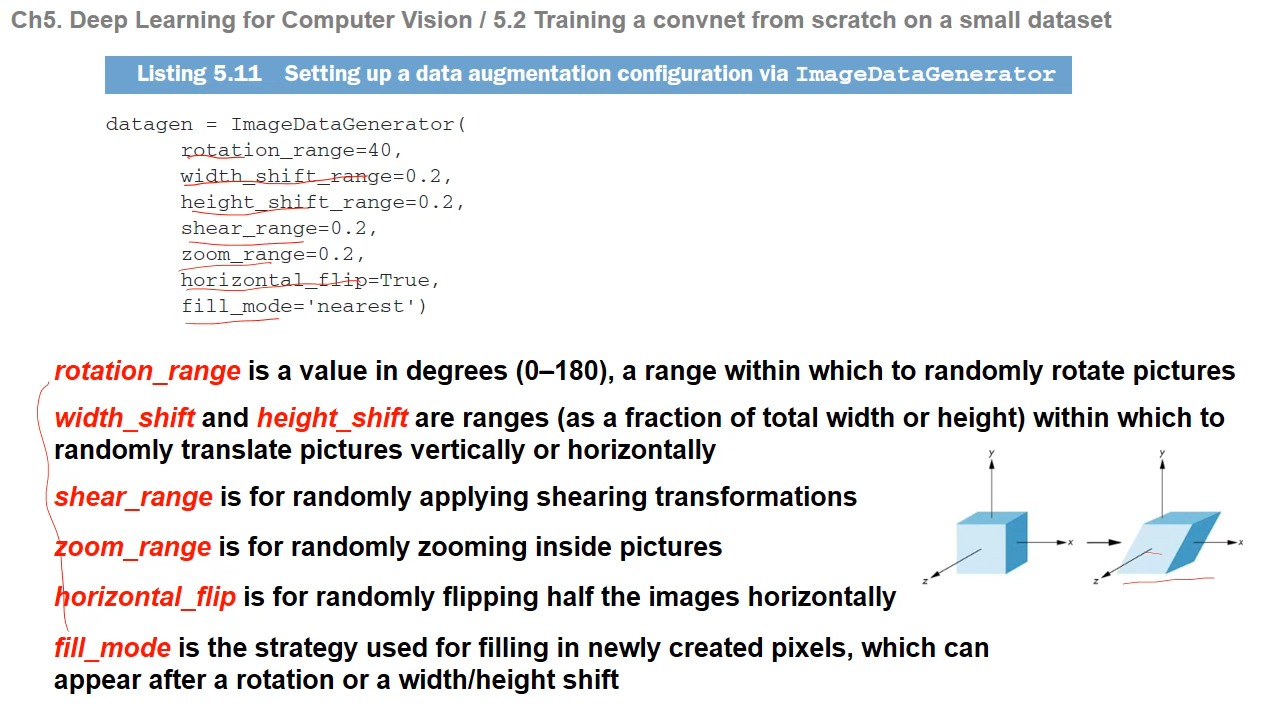 Ch5. Deep Learning for Computer Vision / 5.2 Training a convnet from scratch on a small dataset
Listing 5.11 Setting up a data augmentation configuration via ImageDataGenerator
datagen = ImageDataGenerator(
rotation_range=40,
width_shift_range=0.2,
height_shift_range=0.2,
shear_range=0.2,
zoom_range=0.2,
horizontal_flip=True,
fill_mode='nearest')
rotation_range is a value in degrees (0–180), a range within which to randomly rotate pictures
width_shift and height_shift are ranges (as a fraction of total width or height) within which to
randomly translate pictures vertically or horizontally
shear_range is for randomly applying shearing transformations
zoom_range is for randomly zooming inside pictures
horizontal_flip is for randomly flipping half the images horizontally
fill_mode is the strategy used for filling in newly created pixels, which can
appear after a rotation or a width/height shift
y
x
z
y
x
z